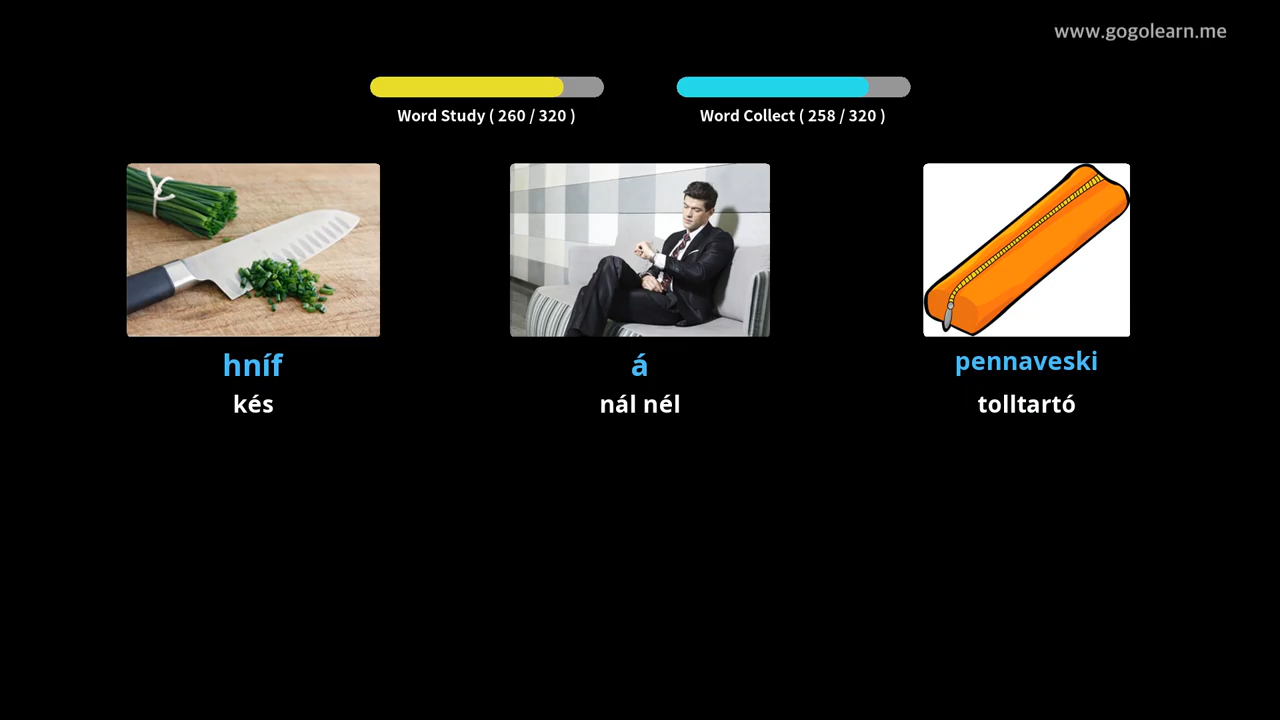 www.gogolearn.me
Word Study ( 260 / 320 )
Word Collect ( 258 / 320 )
hníf
á
pennaveski
kés
nál nél
tolltartó